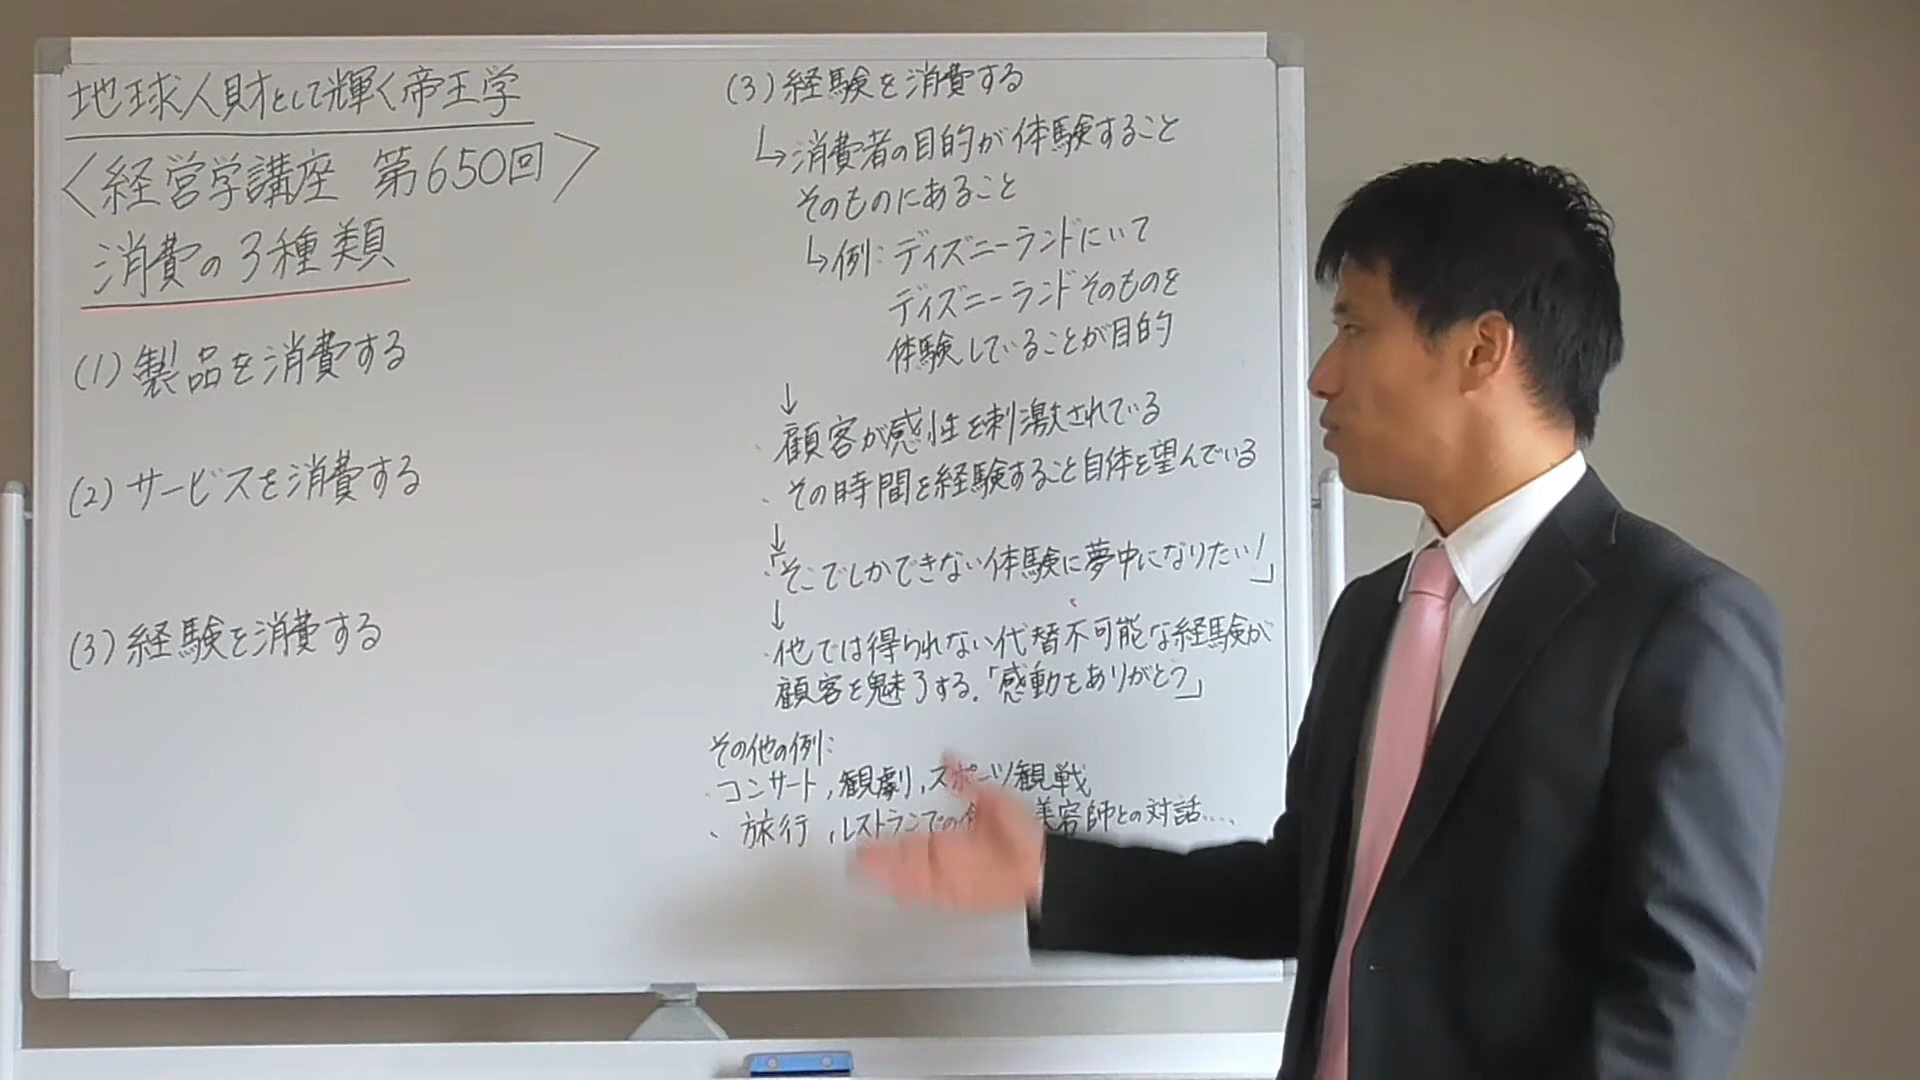 地球人財として輝く帝王学
〈経営学講座 第650回〉
消費の3種類
(1)製品を消費する
(2)サービスを消費する
(3)経験を消費する
(3)経験を消費する
↳消費者の目的が体験すること
そのものにあること
↳例:ディズニーランドにいて
ディズニーランドそのものを
体験していることが目的
↓
・顧客が感性を刺激されている
・その時間を経験すること自体を望んでいる
↓
・「そこでしかできない体験に夢中になりたい!」
↓
・他では得られない代替不可能な経験が
顧客を魅了する。「感動をありがとう」
その他の例:
・コンサート,観劇,スポーツ観戦
・旅行,レストランでの 美容師との対話....